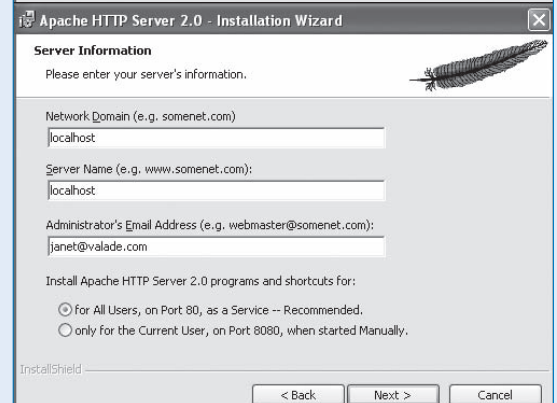 Apache HTTP Server 2.0 - Installation Wizard
Server Information
Please enter your server's information.
Network Domain (e.g. somenet.com)
localhost
Server Name (e.g. www.somenet.com):
localhost
Administrator's Email Address (e.g. webmaster@somenet.com):
janet@valade.com
Install Apache HTTP Server 2.0 programs and shortcuts for:
for All Users, on Port 80, as a Service -- Recommended.
only for the Current User, on Port 8080, when started Manually.
InstallShield
< Back Next > Cancel